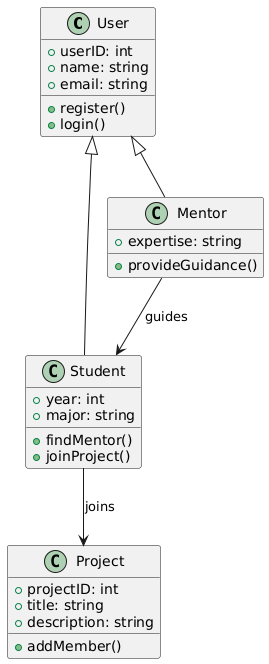 C User
+ userID: int
+ name: string
+ email: string
+ register()
+ login()
C Mentor
+ expertise: string
+ provideGuidance()
guides
C Student
+ year: int
+ major: string
+ findMentor()
+ joinProject()
joins
C Project
+ projectID: int
+ title: string
+ description: string
+ addMember()